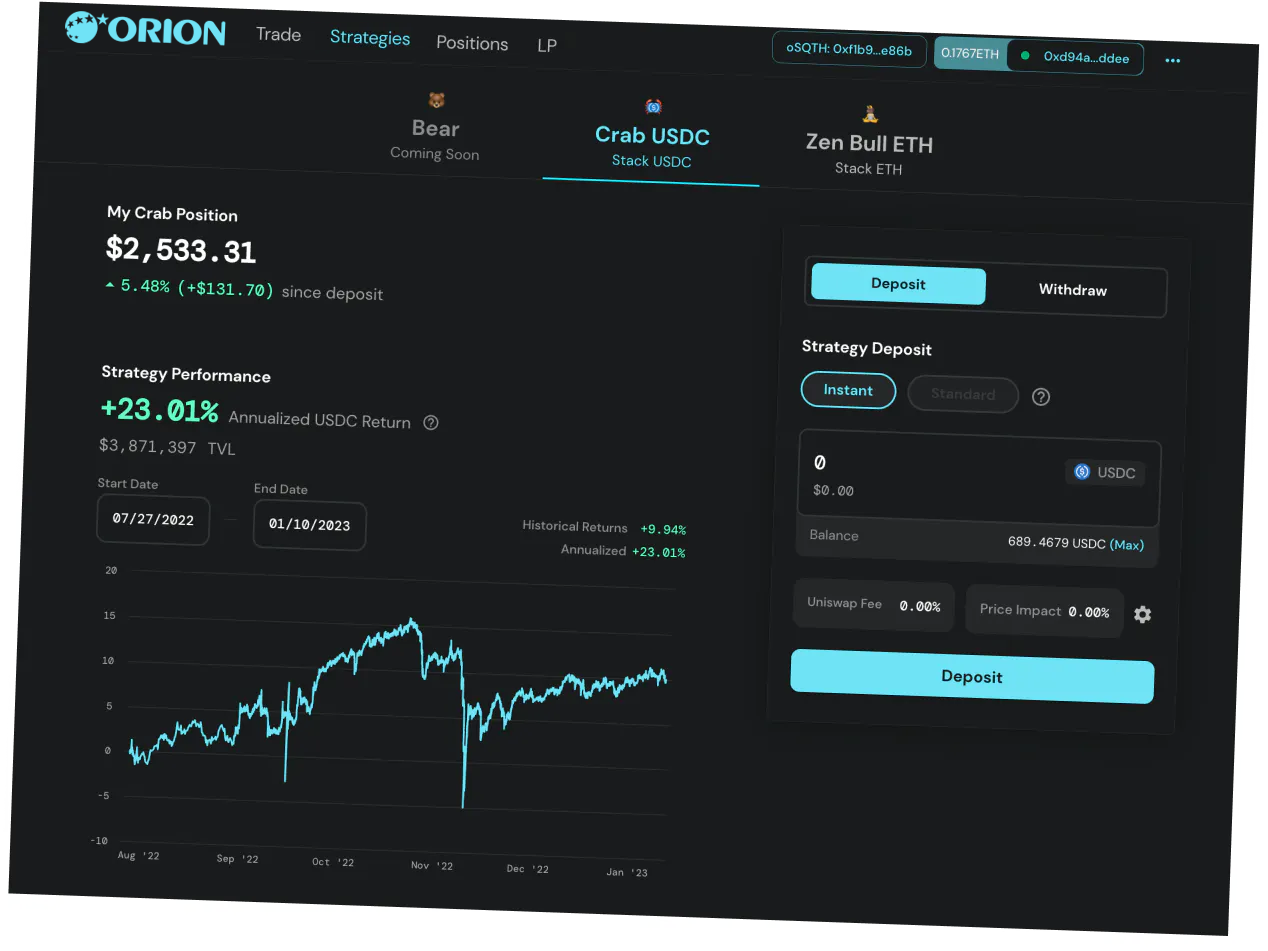 ORION
Trade Strategies Positions LP
oSQTH: 0xf1b9...e86b 0.1767ETH 0xd94a...ddee
Bear
Coming Soon
Crab USDC
Stack USDC
Zen Bull ETH
Stack ETH
My Crab Position
$2,533.31
5.48% (+$131.70) since deposit
Strategy Performance
+23.01% Annualized USDC Return ?
$3,871,397 TVL
Start Date End Date
07/27/2022 — 01/10/2023
Historical Returns +9.94%
Annualized +23.01%
20
15
10
5
0
-5
-10
Aug '22 Sep '22 Oct '22 Nov '22 Dec '22 Jan '23
Deposit Withdraw
Strategy Deposit
Instant Standard ?
0 USDC
$0.00
Balance 689.4679 USDC (Max)
Uniswap Fee 0.00% Price Impact 0.00%
Deposit